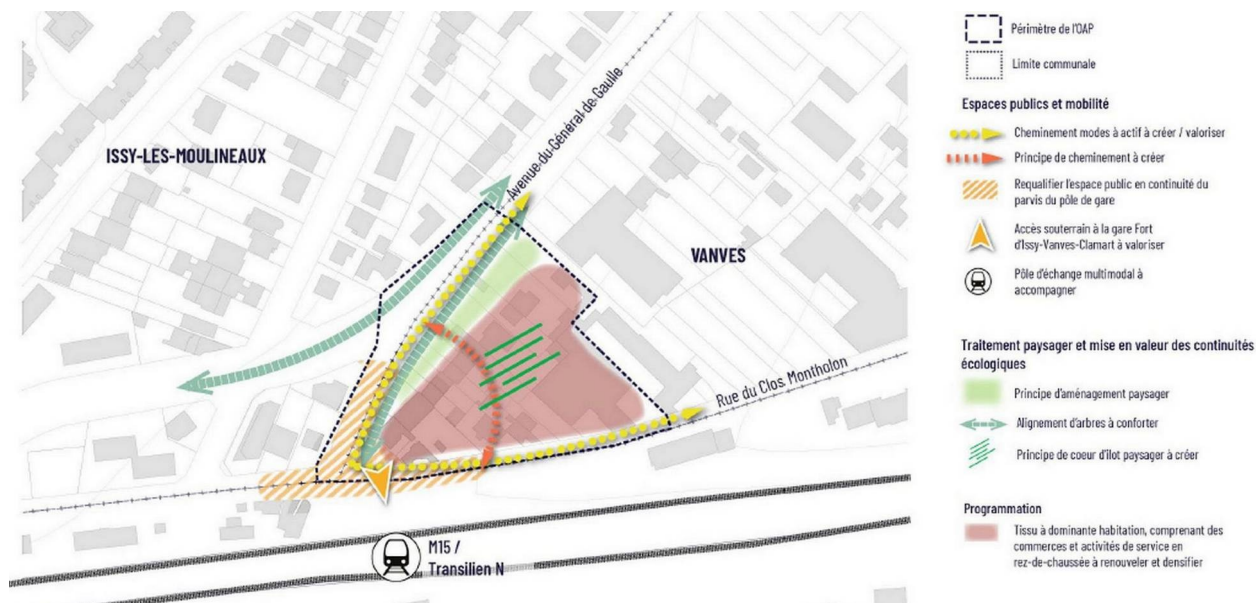 ISSY-LES-MOULINEAUX
Avenue du Général de Gaulle
VANVES
Rue du Clos Montholon
M15 /
Transilien N
Périmètre de l'OAP
Limite communale
Espaces publics et mobilité
Cheminement modes à actif à créer / valoriser
Principe de cheminement à créer
Requalifier l'espace public en continuité du
parvis du pôle de gare
Accès souterrain à la gare Fort
d'Issy-Vanves-Clamart à valoriser
Pôle d'échange multimodal à
accompagner
Traitement paysager et mise en valeur des continuités
écologiques
Principe d'aménagement paysager
Alignement d'arbres à conforter
Principe de coeur d'ilot paysager à créer
Programmation
Tissu à dominante habitation, comprenant des
commerces et activités de service en
rez-de-chaussée à renouveler et densifier